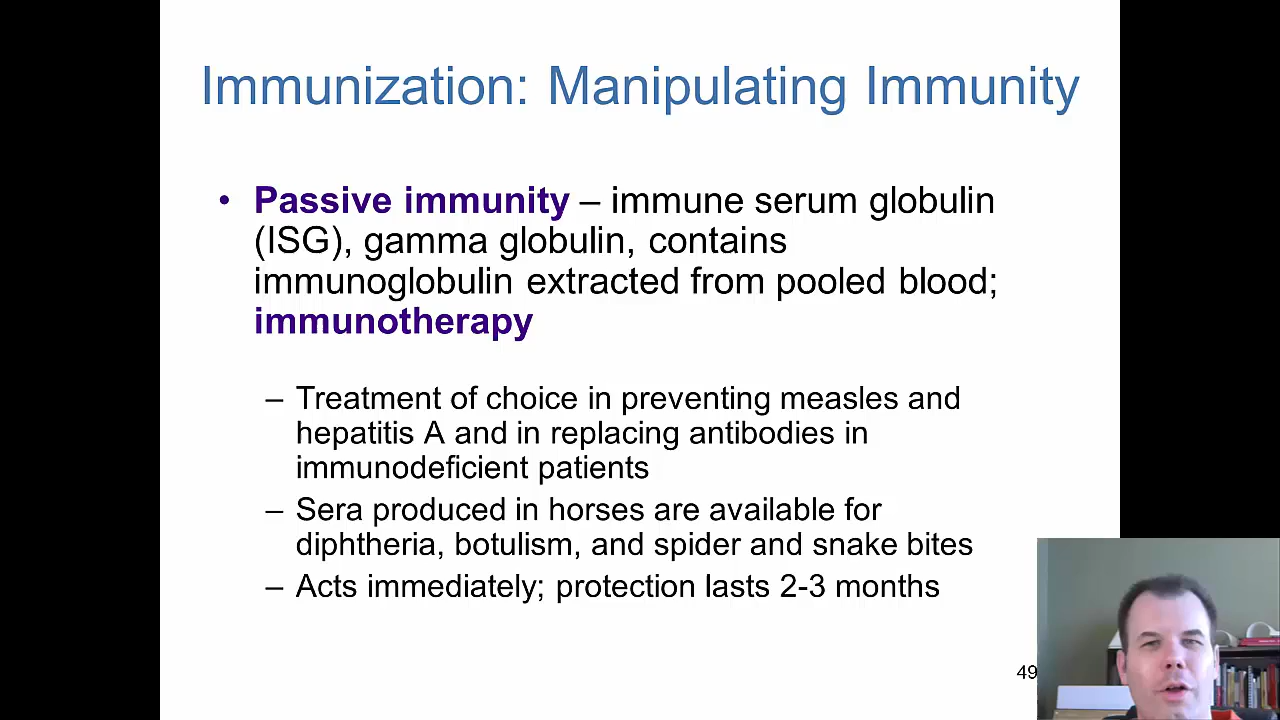 Immunization: Manipulating Immunity
• Passive immunity – immune serum globulin
(ISG), gamma globulin, contains
immunoglobulin extracted from pooled blood;
immunotherapy
– Treatment of choice in preventing measles and
hepatitis A and in replacing antibodies in
immunodeficient patients
– Sera produced in horses are available for
diphtheria, botulism, and spider and snake bites
– Acts immediately; protection lasts 2-3 months
49